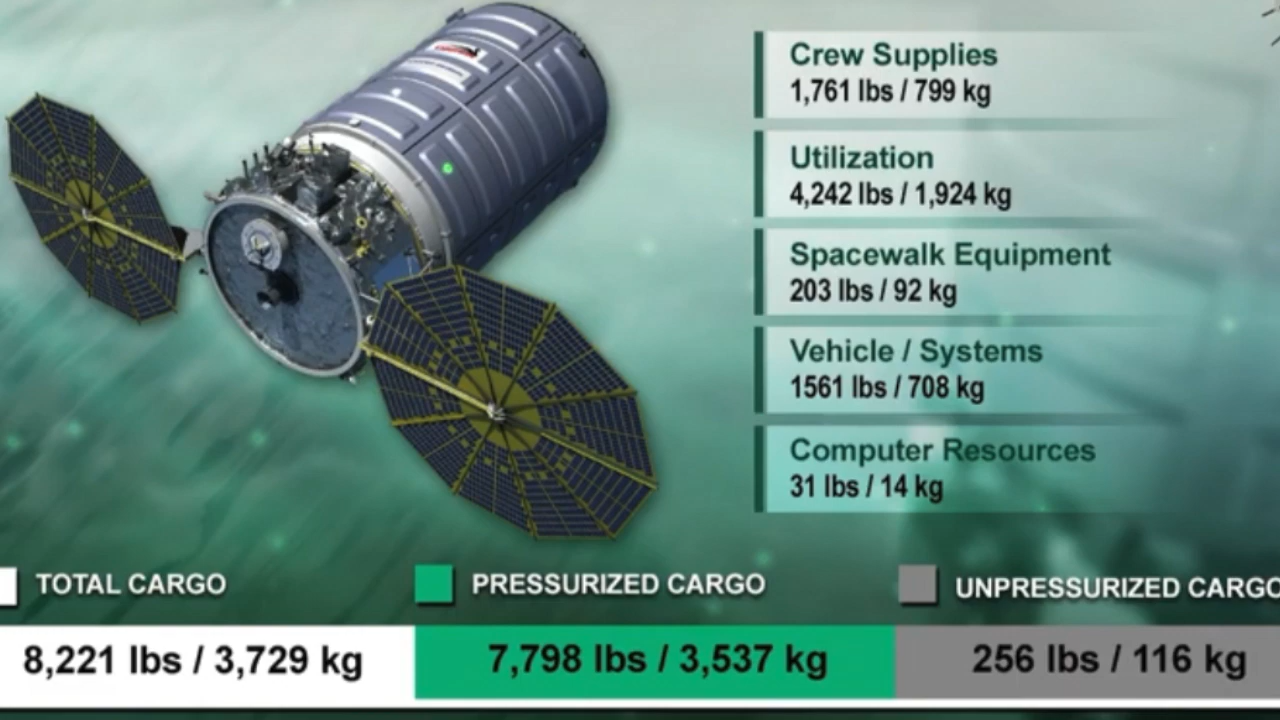 Crew Supplies
1,761 lbs / 799 kg
Utilization
4,242 lbs / 1,924 kg
Spacewalk Equipment
203 lbs / 92 kg
Vehicle / Systems
1561 lbs / 708 kg
Computer Resources
31 lbs / 14 kg
TOTAL CARGO
PRESSURIZED CARGO
UNPRESSURIZED CARGO
8,221 lbs / 3,729 kg
7,798 lbs / 3,537 kg
256 lbs / 116 kg